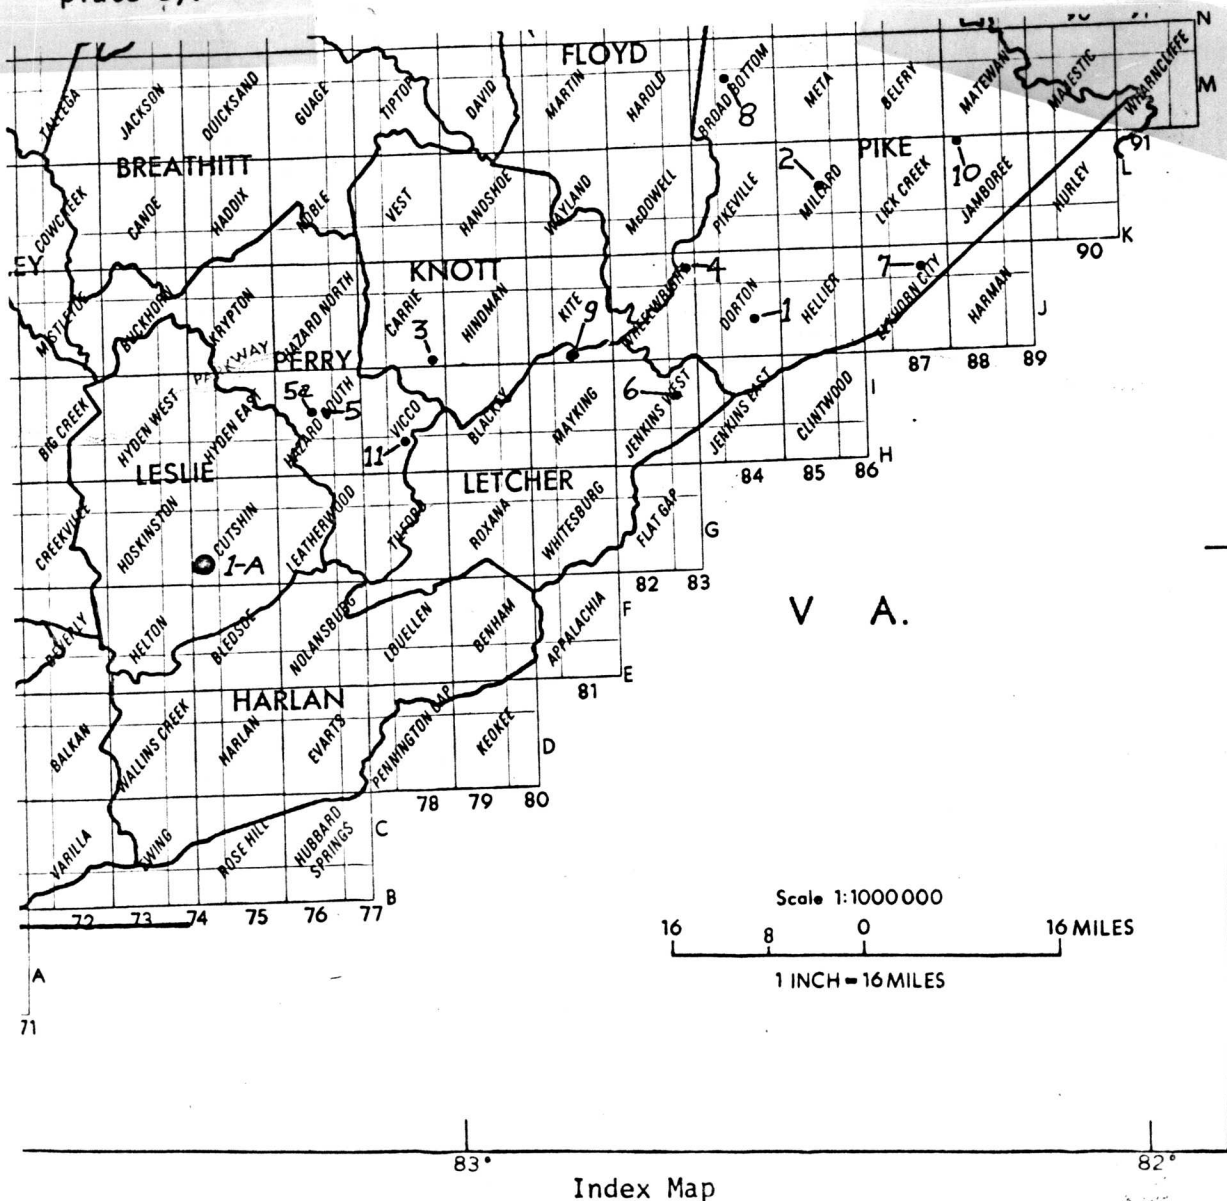 N
FLOYD
M
TALLEGA JACKSON QUICKSAND GUAGE TIPTOP DAVID MARTIN HAROLD BROAD BOTTOM META BELFRY MATEWAN MAJESTIC WHARNCLIFFE
8
BREATHITT 2 PIKE 10 91
L
COWCREEK CANOE HADDIX NOBLE VEST HANDSHOE WAYLAND McDOWELL PIKEVILLE MILLARD LICK CREEK JAMBOREE HURLEY
K
EY KNOTT 4 7 90
MISTLETOE BUCKHORN KRYPTON HAZARD NORTH CARRIE HINDMAN KITE WHEELWRIGHT DORTON HELLIER ELKHORN CITY HARMAN
J
3 9 1
PARKWAY PERRY 87 88 89
5a 5 6 I
BIG CREEK HYDEN WEST HYDEN EAST HAZARD SOUTH VICCO BLACKEY MAYKING JENKINS WEST JENKINS EAST CLINTWOOD
11 H
LESLIE LETCHER 84 85 86
CREEKVILLE HOSKINSTON CUTSHIN LEATHERWOOD TILFORD ROXANA WHITESBURG FLAT GAP
G
1-A 82 83
F
BEVERLY HELTON BLEDSOE NOLANSBURG LOUELLEN BENHAM APPALACHIA
V A.
E
HARLAN 81
BALKAN WALLINS CREEK HARLAN EVARTS PENNINGTON GAP KEOKEE
D
78 79 80
C
VARILLA EWING ROSE HILL HUBBARD SPRINGS
B
72 73 74 75 76 77
Scale 1:1000000
16 8 0 16 MILES
1 INCH = 16 MILES
A
71
83° 82°
Index Map